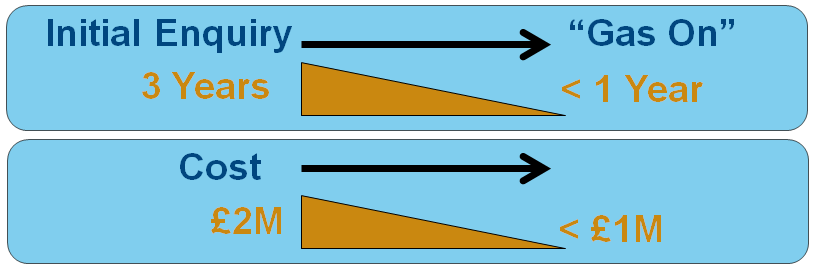 Initial Enquiry “Gas On”
3 Years < 1 Year
Cost
£2M < £1M